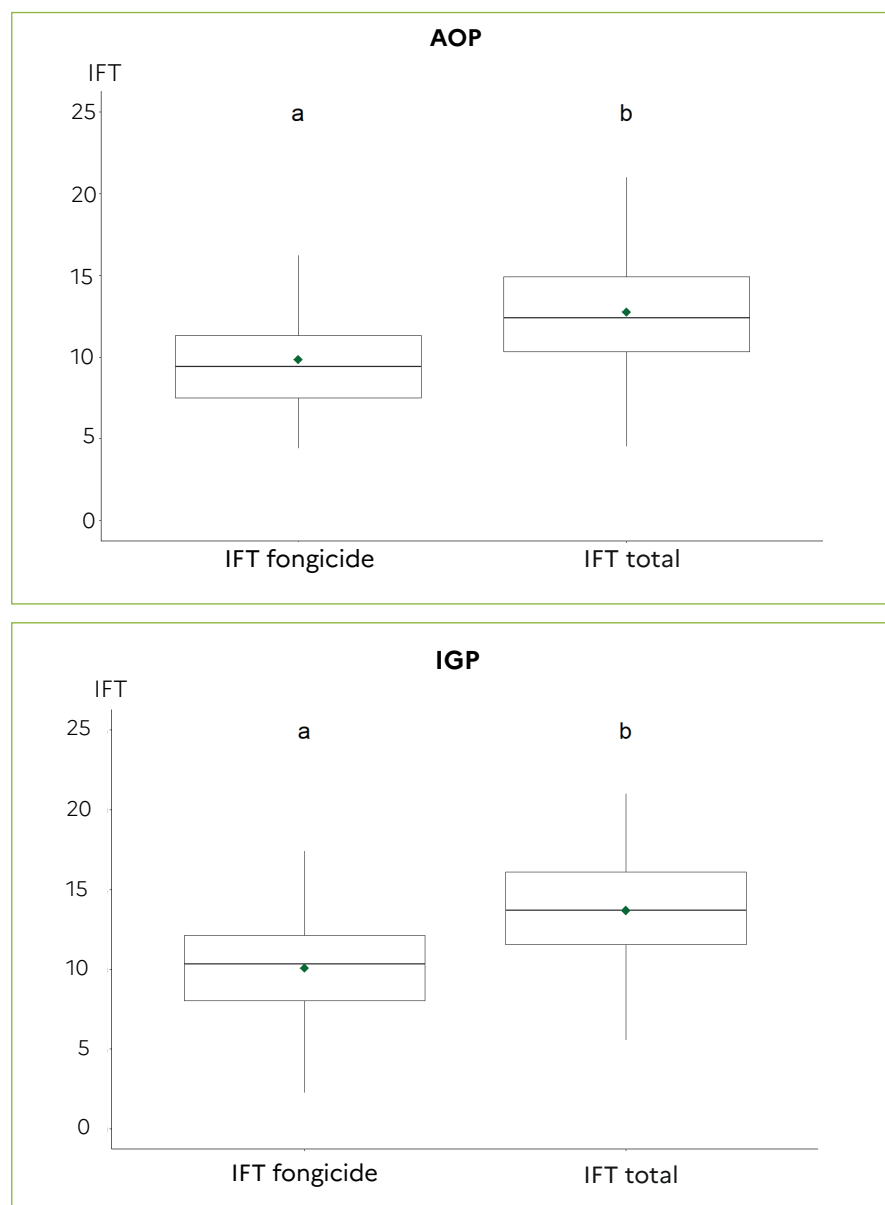 AOP
IFT
25
a
b
20
15
10
5
0
IFT fongicide
IFT total
IGP
IFT
25
a
b
20
15
10
5
0
IFT fongicide
IFT total